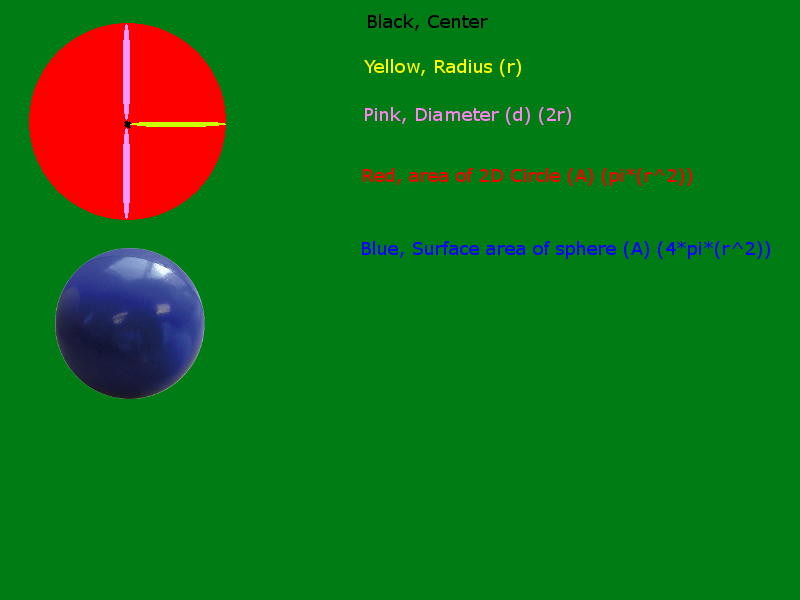 Black, Center
Yellow, Radius (r)
Pink, Diameter (d) (2r)
Red, area of 2D Circle (A) (pi*(r^2))
Blue, Surface area of sphere (A) (4*pi*(r^2))